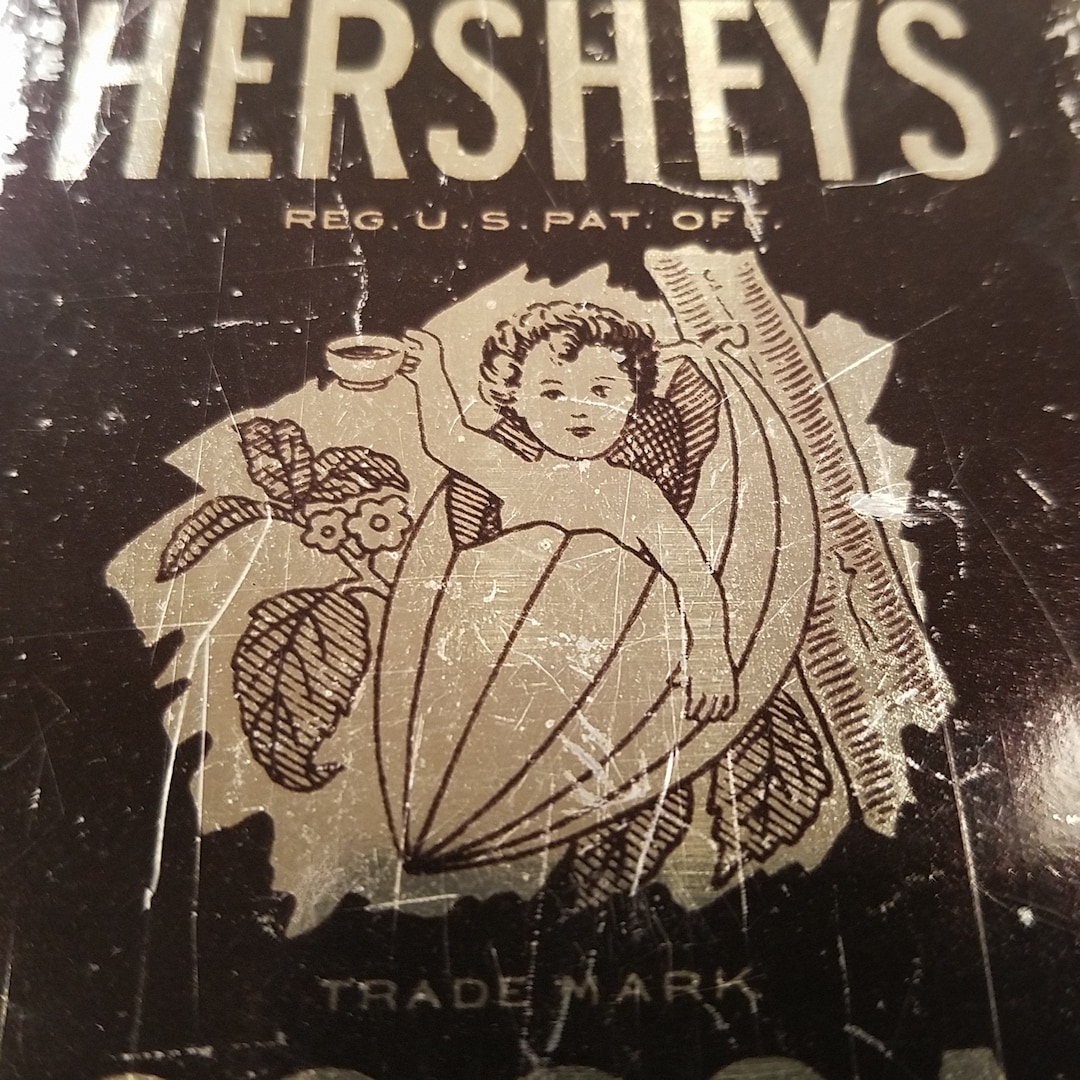 HERSHEYS
REG. U.S. PAT. OFF.
TRADE MARK